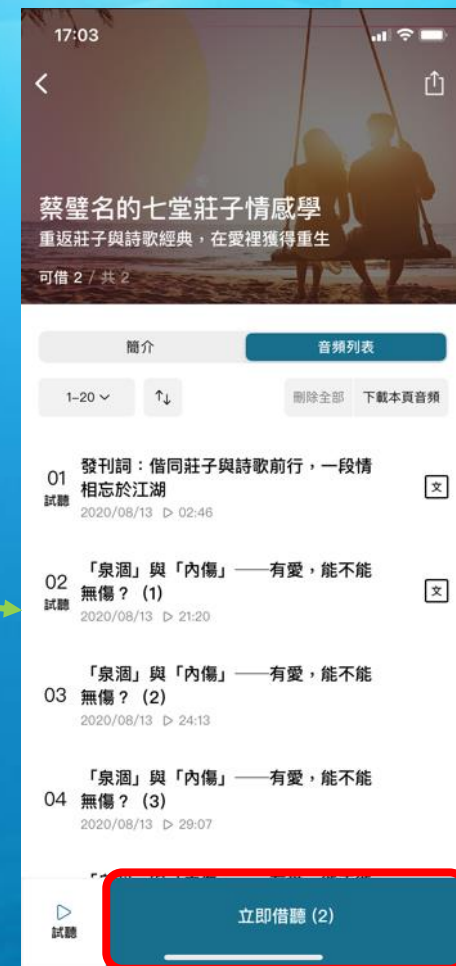 17:03
蔡璧名的七堂莊子情感學
重返莊子與詩歌經典，在愛裡獲得重生
可借 2 / 共 2
簡介
音頻列表
1–20
刪除全部
下載本頁音頻
01
試聽
發刊詞：偕同莊子與詩歌前行，一段情
相忘於江湖
2020/08/13 ▷ 02:46
文
02
試聽
「泉涸」與「內傷」——有愛，能不能
無傷？（1）
2020/08/13 ▷ 21:20
文
03
「泉涸」與「內傷」——有愛，能不能
無傷？（2）
2020/08/13 ▷ 24:13
04
「泉涸」與「內傷」——有愛，能不能
無傷？（3）
2020/08/13 ▷ 29:07
試聽
立即借聽 (2)